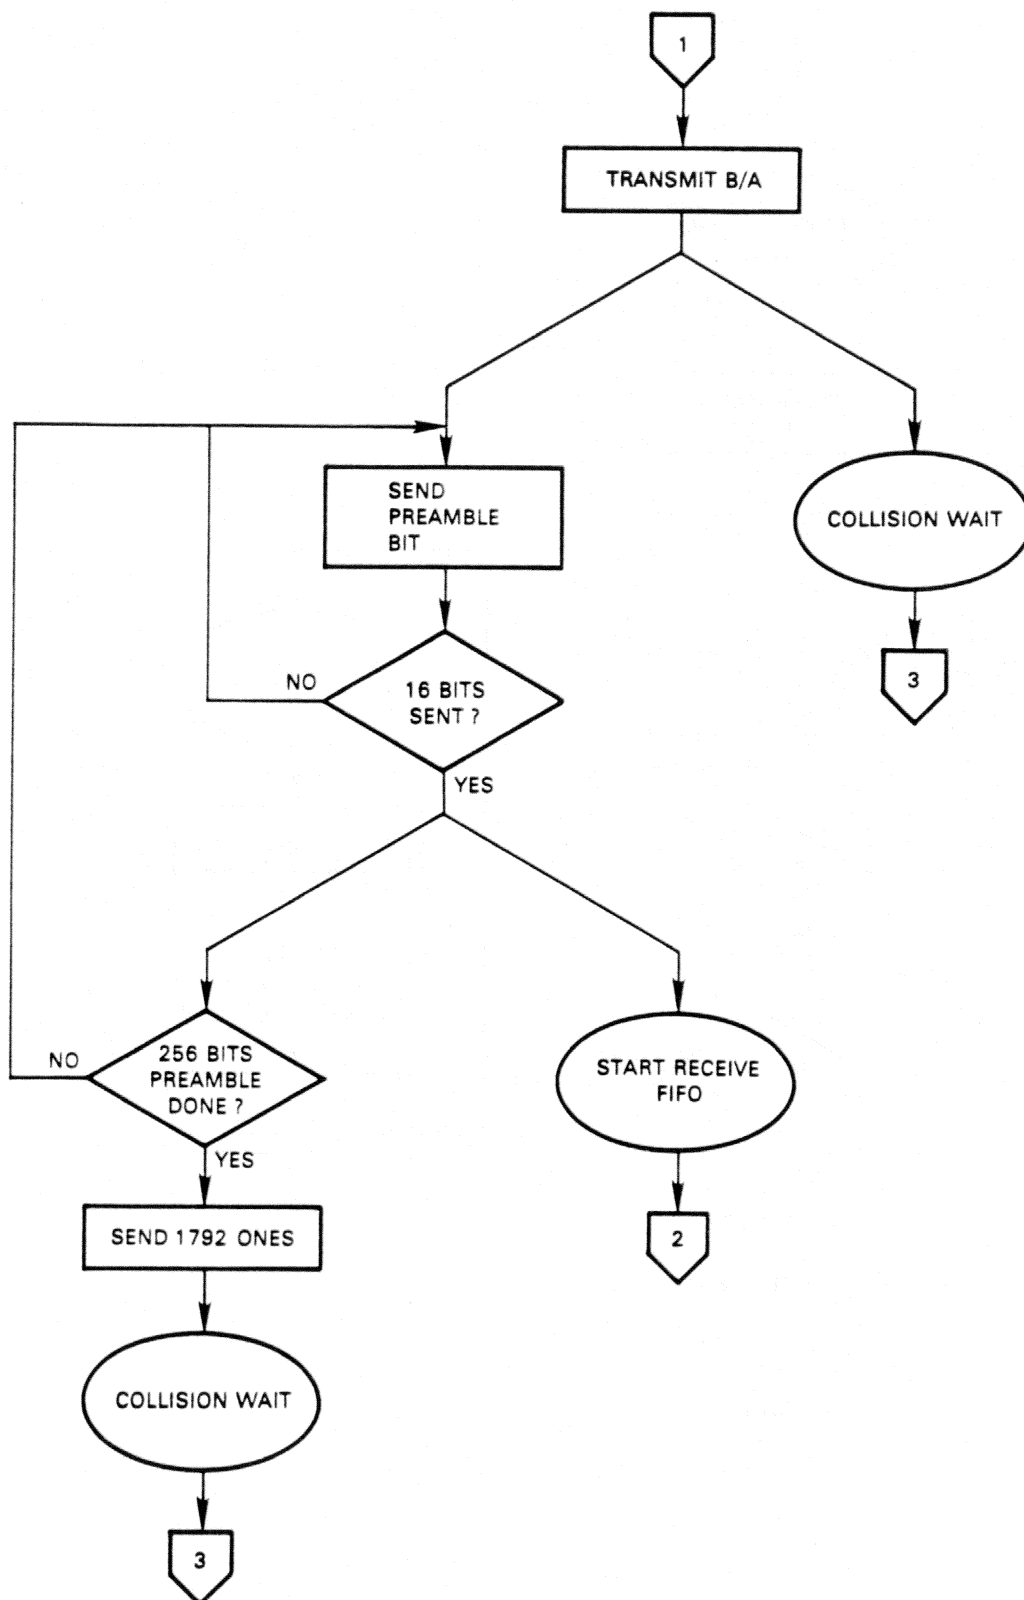 1
TRANSMIT B/A
SEND
PREAMBLE
BIT
COLLISION WAIT
NO
16 BITS
SENT ?
3
YES
NO
256 BITS
PREAMBLE
DONE ?
START RECEIVE
FIFO
YES
SEND 1792 ONES
2
COLLISION WAIT
3